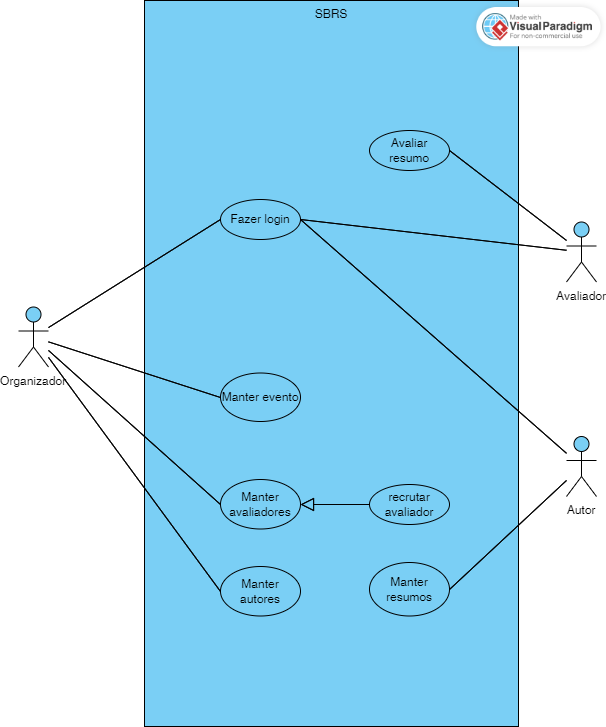 SBRS
Made with
Visual Paradigm
For non-commercial use
Avaliar
resumo
Fazer login
Avaliador
Organizador
Manter evento
Manter
avaliadores
recrutar
avaliador
Autor
Manter
autores
Manter
resumos